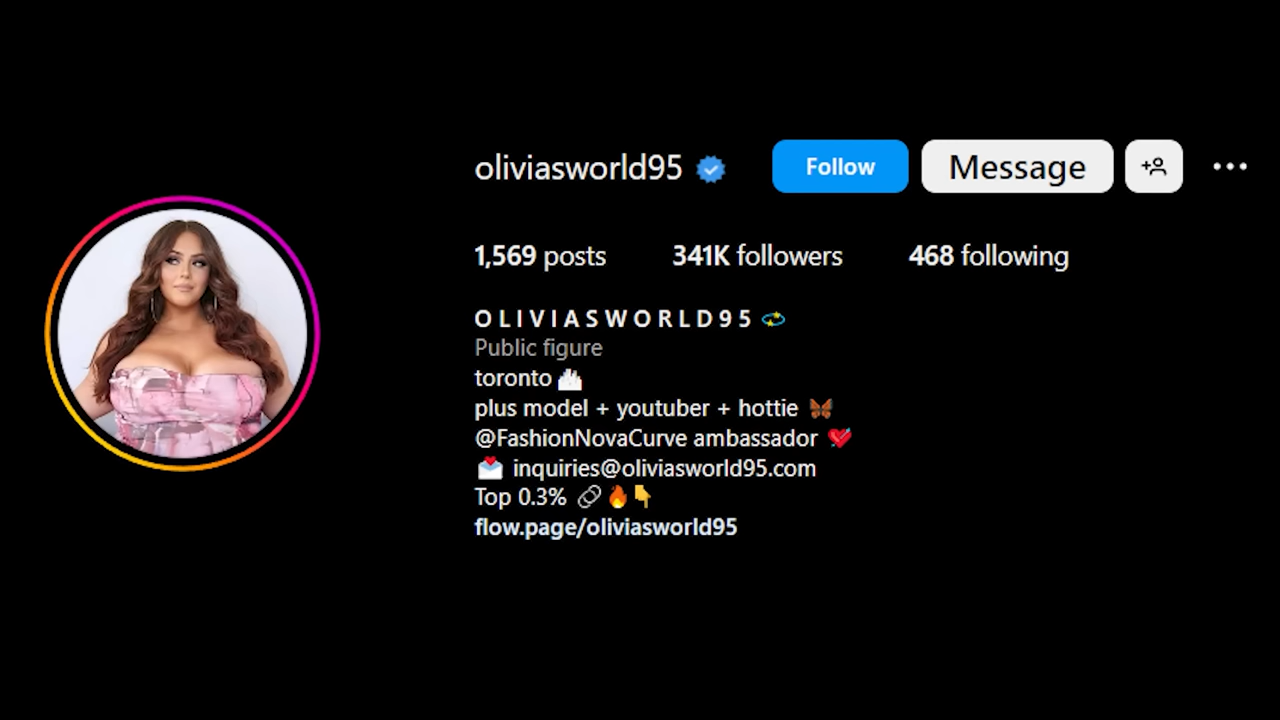 oliviasworld95 Follow Message
1,569 posts 341K followers 468 following
O L I V I A S W O R L D 9 5 💫
Public figure
toronto
plus model + youtuber + hottie 🦋
@FashionNovaCurve ambassador 💘
💌 inquiries@oliviasworld95.com
Top 0.3% 🔗🔥👇
flow.page/oliviasworld95